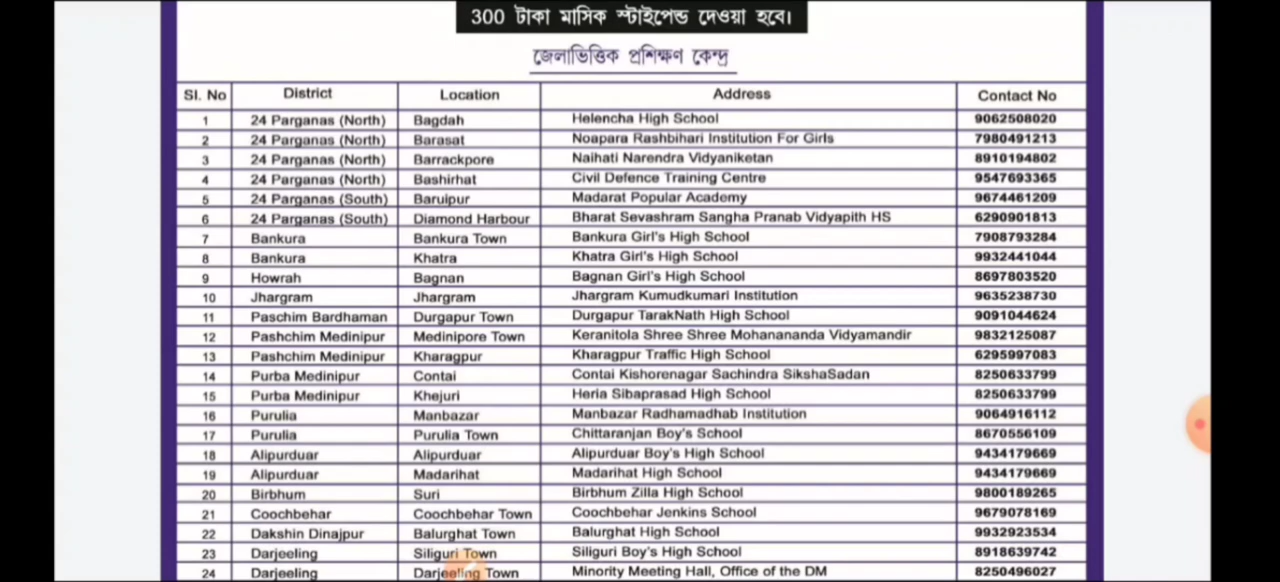 300 টাকা মাসিক স্টাইপেন্ড দেওয়া হবে।
জেলাভিত্তিক প্রশিক্ষণ কেন্দ্র
Sl. No District Location Address Contact No
1 24 Parganas (North) Bagdah Helencha High School 9062508020
2 24 Parganas (North) Barasat Noapara Rashbihari Institution For Girls 7980491213
3 24 Parganas (North) Barrackpore Naihati Narendra Vidyaniketan 8910194802
4 24 Parganas (North) Bashirhat Civil Defence Training Centre 9547693365
5 24 Parganas (South) Baruipur Madarat Popular Academy 9674461209
6 24 Parganas (South) Diamond Harbour Bharat Sevashram Sangha Pranab Vidyapith HS 6290901813
7 Bankura Bankura Town Bankura Girl's High School 7908793284
8 Bankura Khatra Khatra Girl's High School 9932441044
9 Howrah Bagnan Bagnan Girl's High School 8697803520
10 Jhargram Jhargram Jhargram Kumudkumari Institution 9635238730
11 Paschim Bardhaman Durgapur Town Durgapur TarakNath High School 9091044624
12 Pashchim Medinipur Medinipore Town Keranitola Shree Shree Mohanananda Vidyamandir 9832125087
13 Pashchim Medinipur Kharagpur Kharagpur Traffic High School 6295997083
14 Purba Medinipur Contai Contai Kishorenagar Sachindra SikshaSadan 8250633799
15 Purba Medinipur Khejuri Heria Sibaprasad High School 8250633799
16 Purulia Manbazar Manbazar Radhamadhab Institution 9064916112
17 Purulia Purulia Town Chittaranjan Boy's School 8670556109
18 Alipurduar Alipurduar Alipurduar Boy's High School 9434179669
19 Alipurduar Madarihat Madarihat High School 9434179669
20 Birbhum Suri Birbhum Zilla High School 9800189265
21 Coochbehar Coochbehar Town Coochbehar Jenkins School 9679078169
22 Dakshin Dinajpur Balurghat Town Balurghat High School 9932923534
23 Darjeeling Siliguri Town Siliguri Boy's High School 8918639742
24 Darjeeling Darjeeling Town Minority Meeting Hall, Office of the DM 8250496027